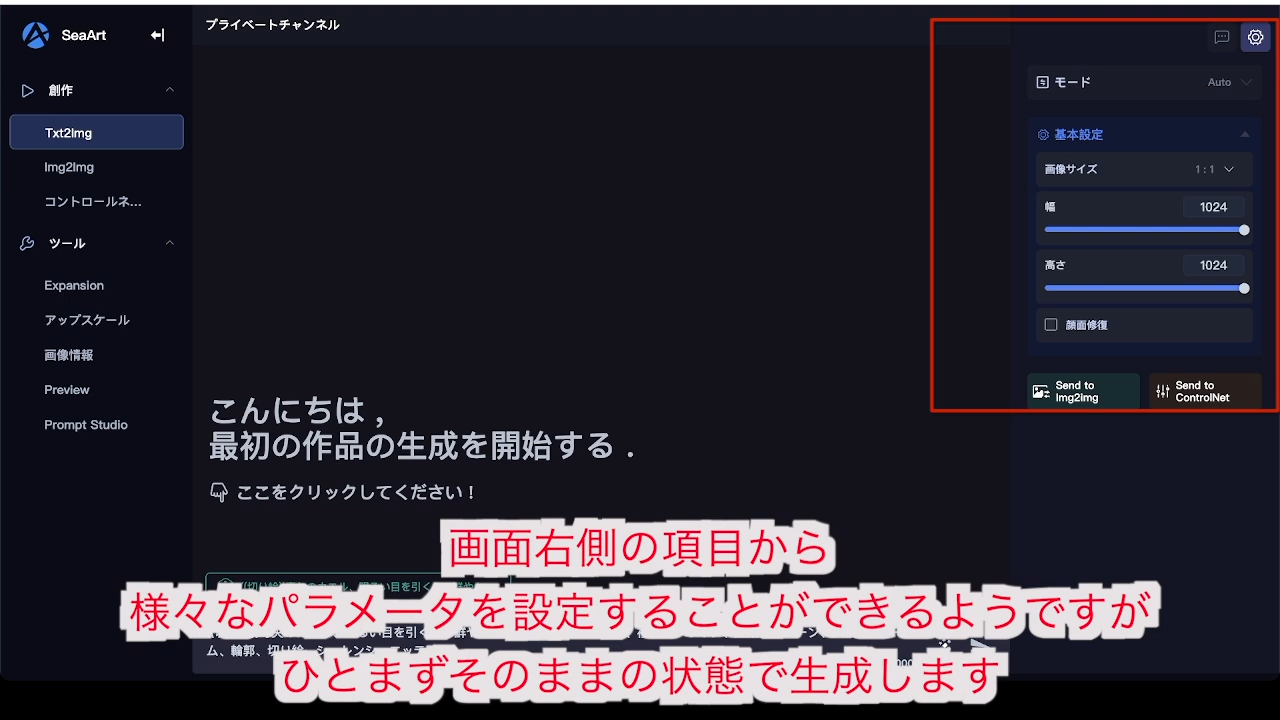 SeaArt
創作
Txt2Img
Img2Img
コントロールネ...
ツール
Expansion
アップスケール
画像情報
Preview
Prompt Studio
プライベートチャンネル
こんにちは ,
最初の作品の生成を開始する .
ここをクリックしてください !
モード Auto
基本設定
画像サイズ 1 : 1
幅 1024
高さ 1024
顔面修復
Send to
Img2Img
Send to
ControlNet
画面右側の項目から
様々なパラメータを設定することができるようですが
ひとまずそのままの状態で生成します
ム、輪郭、切り絵、